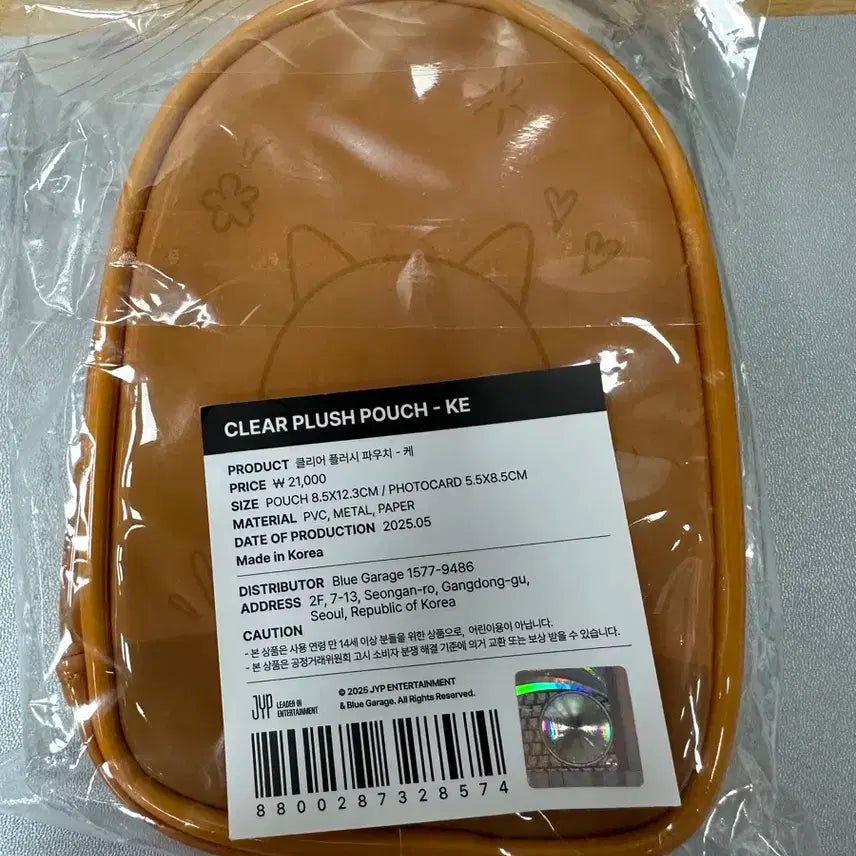 CLEAR PLUSH POUCH - KE
PRODUCT 클리어 플러시 파우치 - 케
PRICE ₩ 21,000
SIZE POUCH 8.5X12.3CM / PHOTOCARD 5.5X8.5CM
MATERIAL PVC, METAL, PAPER
DATE OF PRODUCTION 2025.05
Made in Korea
DISTRIBUTOR Blue Garage 1577-9486
ADDRESS 2F, 7-13, Seongan-ro, Gangdong-gu,
Seoul, Republic of Korea
CAUTION
- 본 상품은 사용 연령 만 14세 이상 분들을 위한 상품으로, 어린이용이 아닙니다.
- 본 상품은 공정거래위원회 고시 소비자 분쟁 해결 기준에 의거 교환 또는 보상 받을 수 있습니다.
JYP LEADER IN
ENTERTAINMENT
© 2025 JYP ENTERTAINMENT
& Blue Garage. All Rights Reserved.
8800287328574